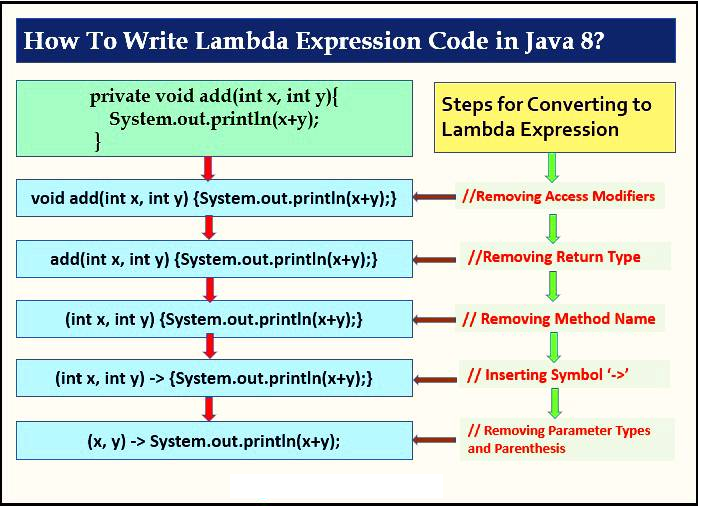 How To Write Lambda Expression Code in Java 8?
private void add(int x, int y){
System.out.println(x+y);
}
Steps for Converting to
Lambda Expression
void add(int x, int y) {System.out.println(x+y);}
//Removing Access Modifiers
add(int x, int y) {System.out.println(x+y);}
//Removing Return Type
(int x, int y) {System.out.println(x+y);}
// Removing Method Name
(int x, int y) -> {System.out.println(x+y);}
// Inserting Symbol ‘->’
(x, y) -> System.out.println(x+y);
// Removing Parameter Types
and Parenthesis